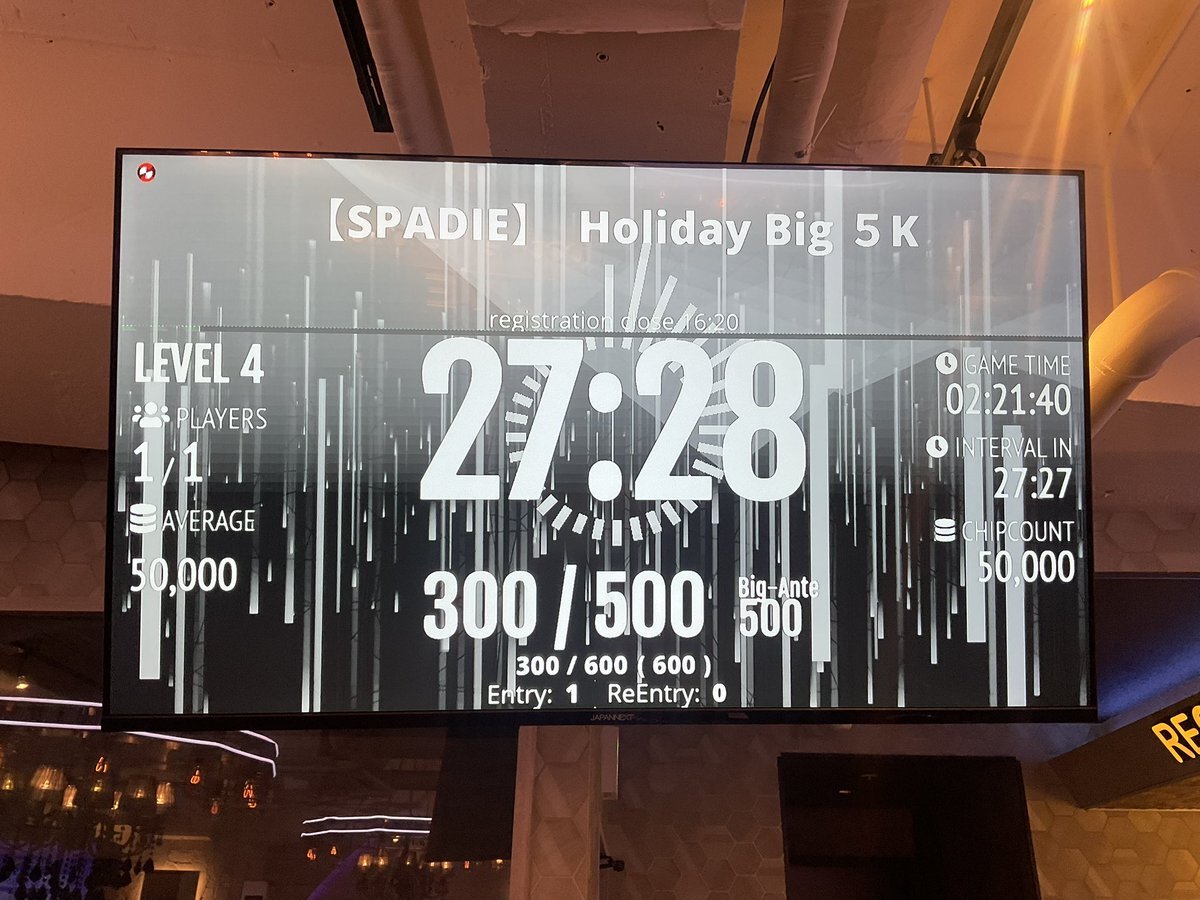 【SPADIE】 Holiday Big 5K
registration close 16:20
LEVEL 4
PLAYERS
1/1
AVERAGE
50,000
27:28
GAME TIME
02:21:40
INTERVAL IN
27:27
CHIPCOUNT
50,000
300 / 500
Big-Ante
500
300 / 600 ( 600 )
Entry: 1 ReEntry: 0
JAPANNEXT